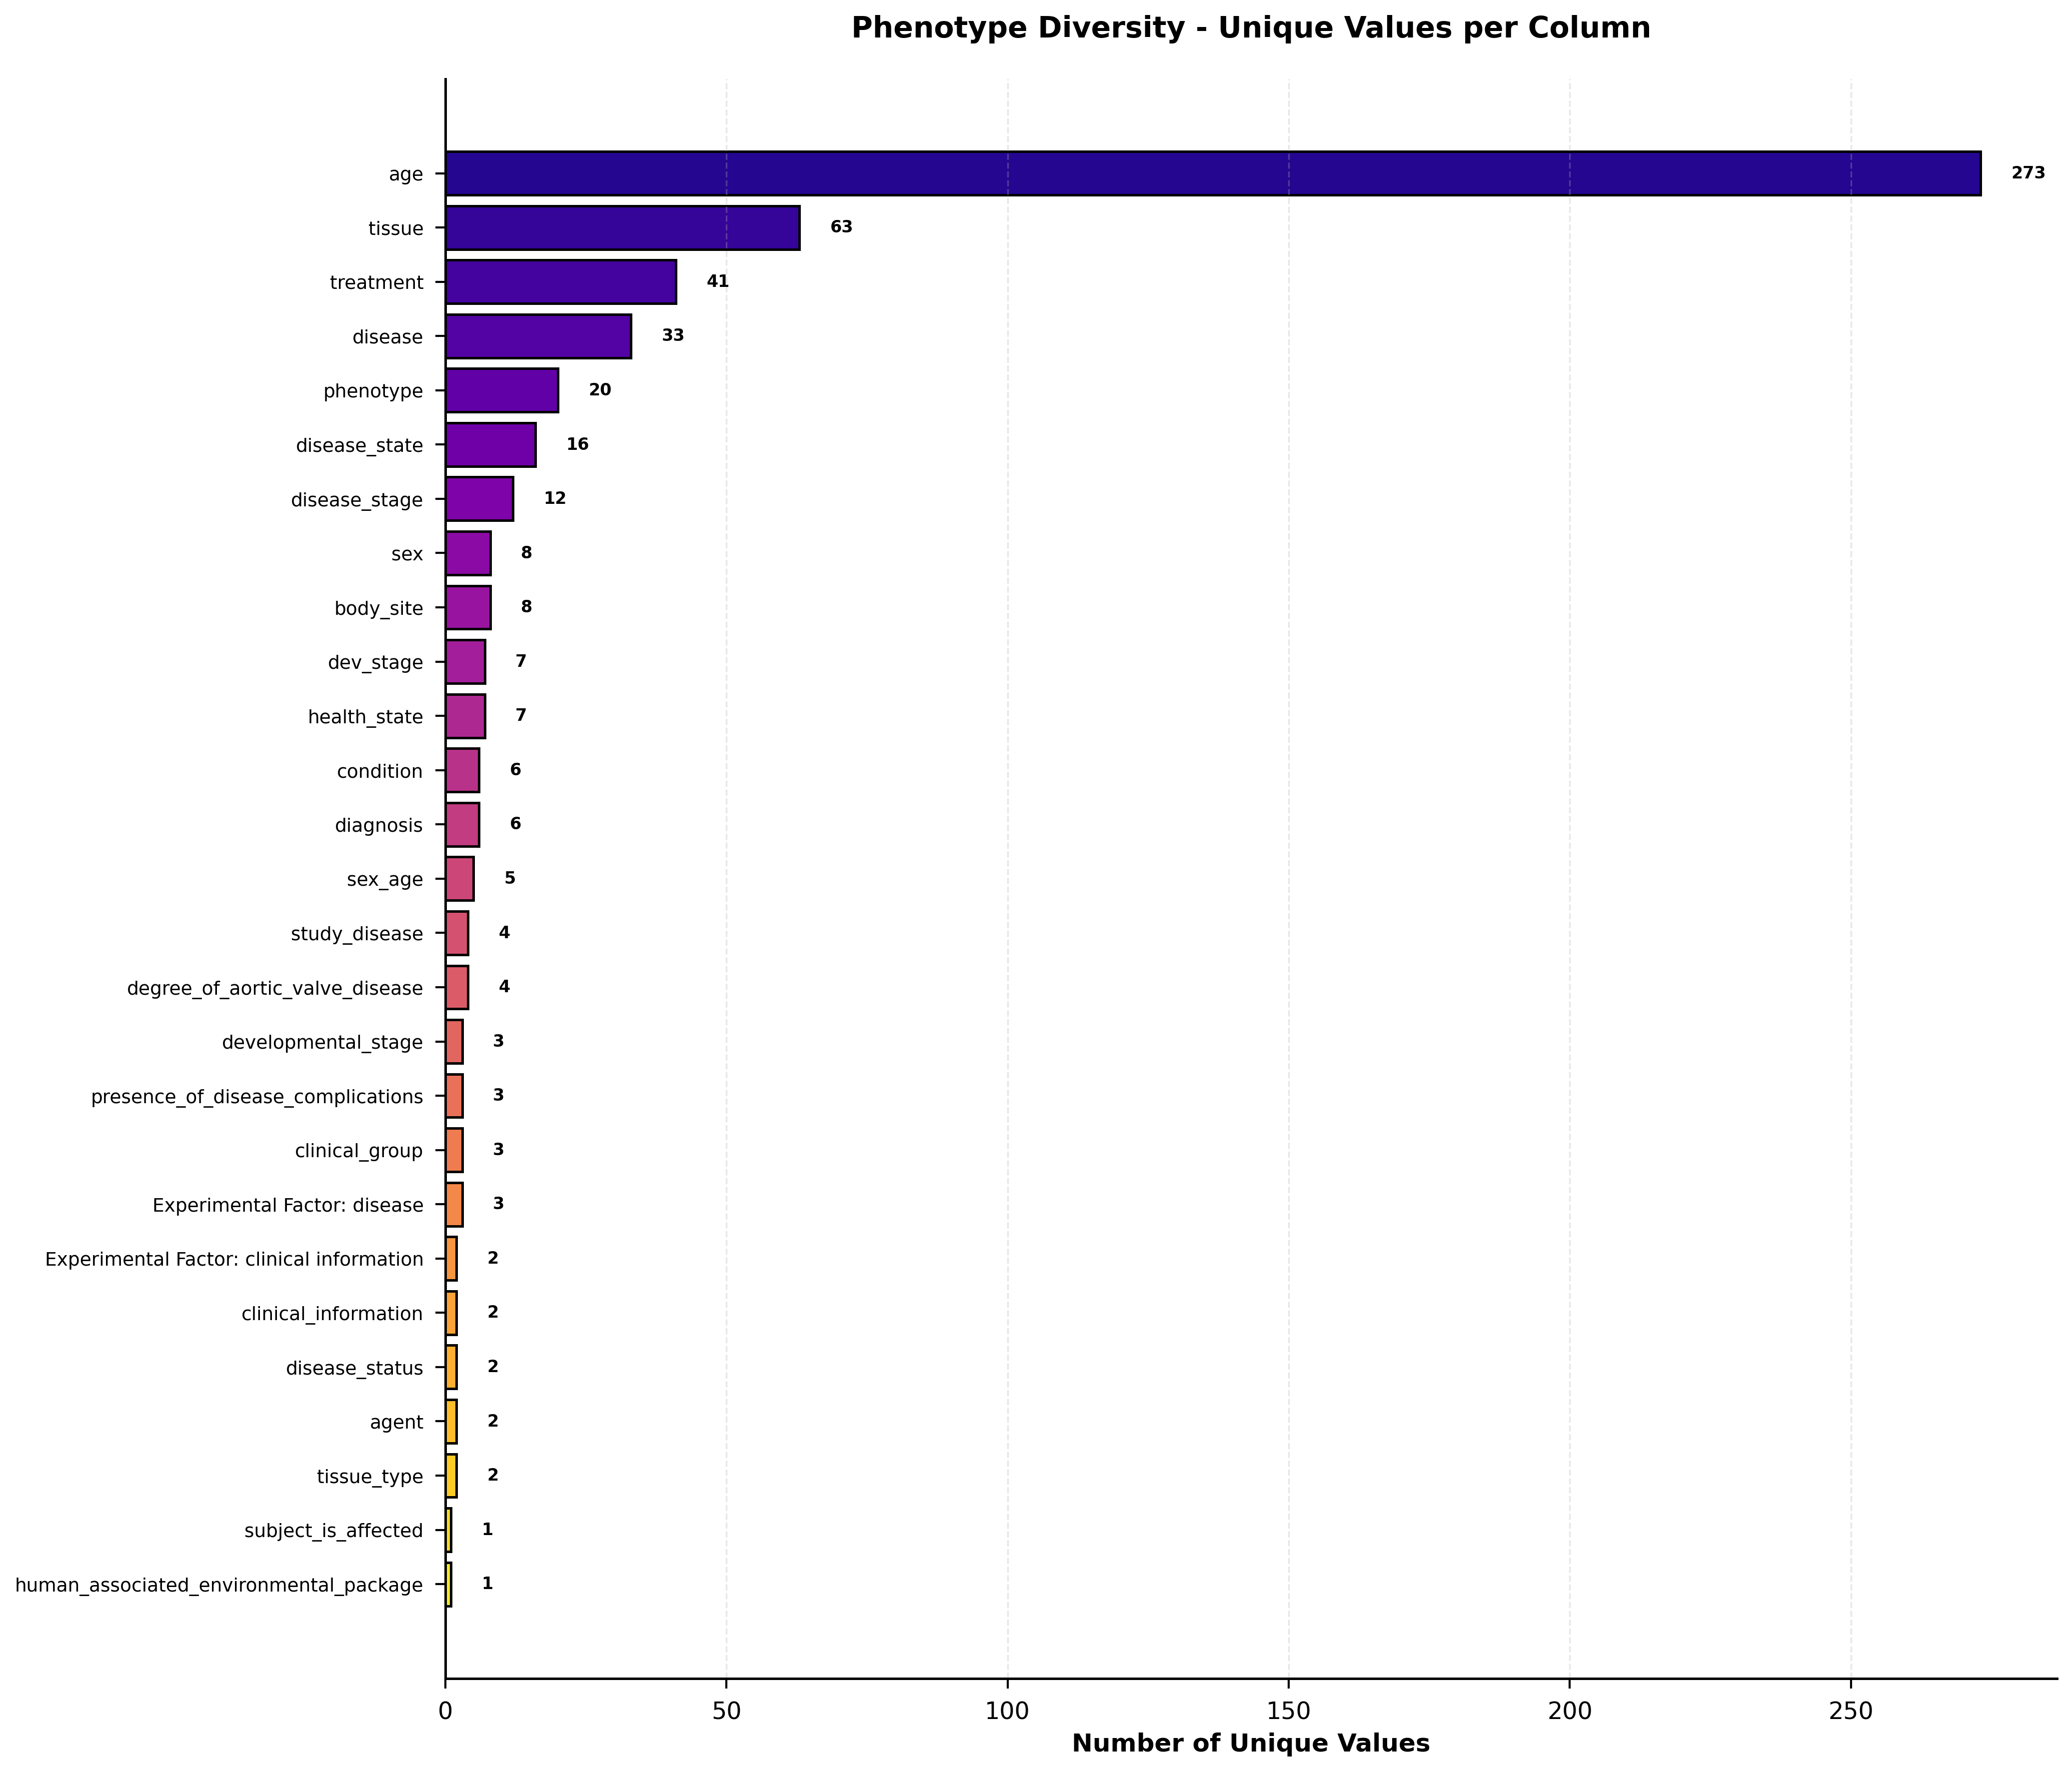 Phenotype Diversity - Unique Values per Column
age 273
tissue 63
treatment 41
disease 33
phenotype 20
disease_state 16
disease_stage 12
sex 8
body_site 8
dev_stage 7
health_state 7
condition 6
diagnosis 6
sex_age 5
study_disease 4
degree_of_aortic_valve_disease 4
developmental_stage 3
presence_of_disease_complications 3
clinical_group 3
Experimental Factor: disease 3
Experimental Factor: clinical information 2
clinical_information 2
disease_status 2
agent 2
tissue_type 2
subject_is_affected 1
human_associated_environmental_package 1
0 50 100 150 200 250
Number of Unique Values